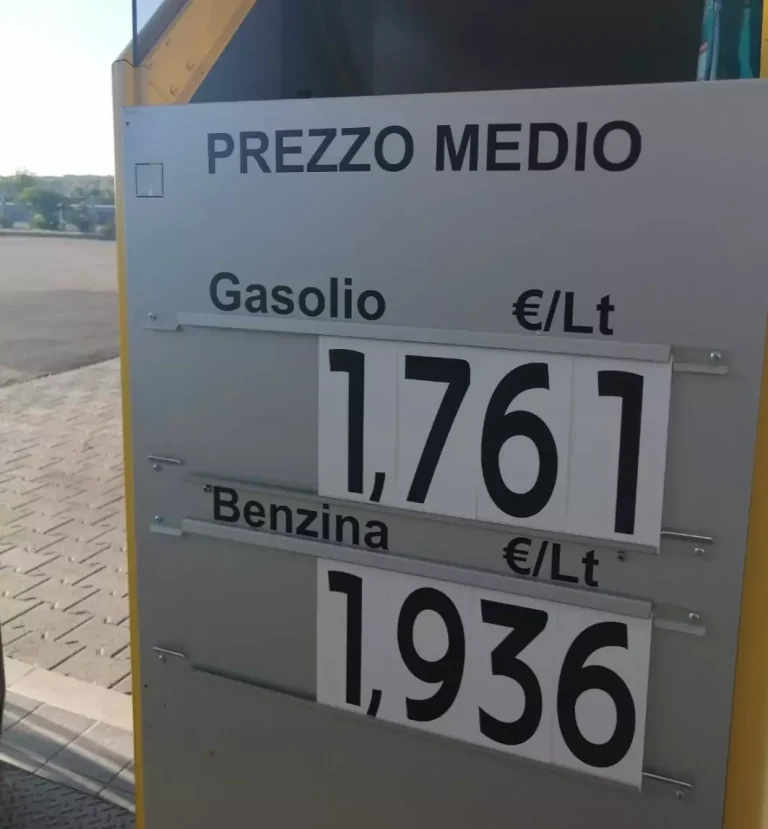 PREZZO MEDIO
Gasolio €/Lt
1,761
Benzina €/Lt
1,936